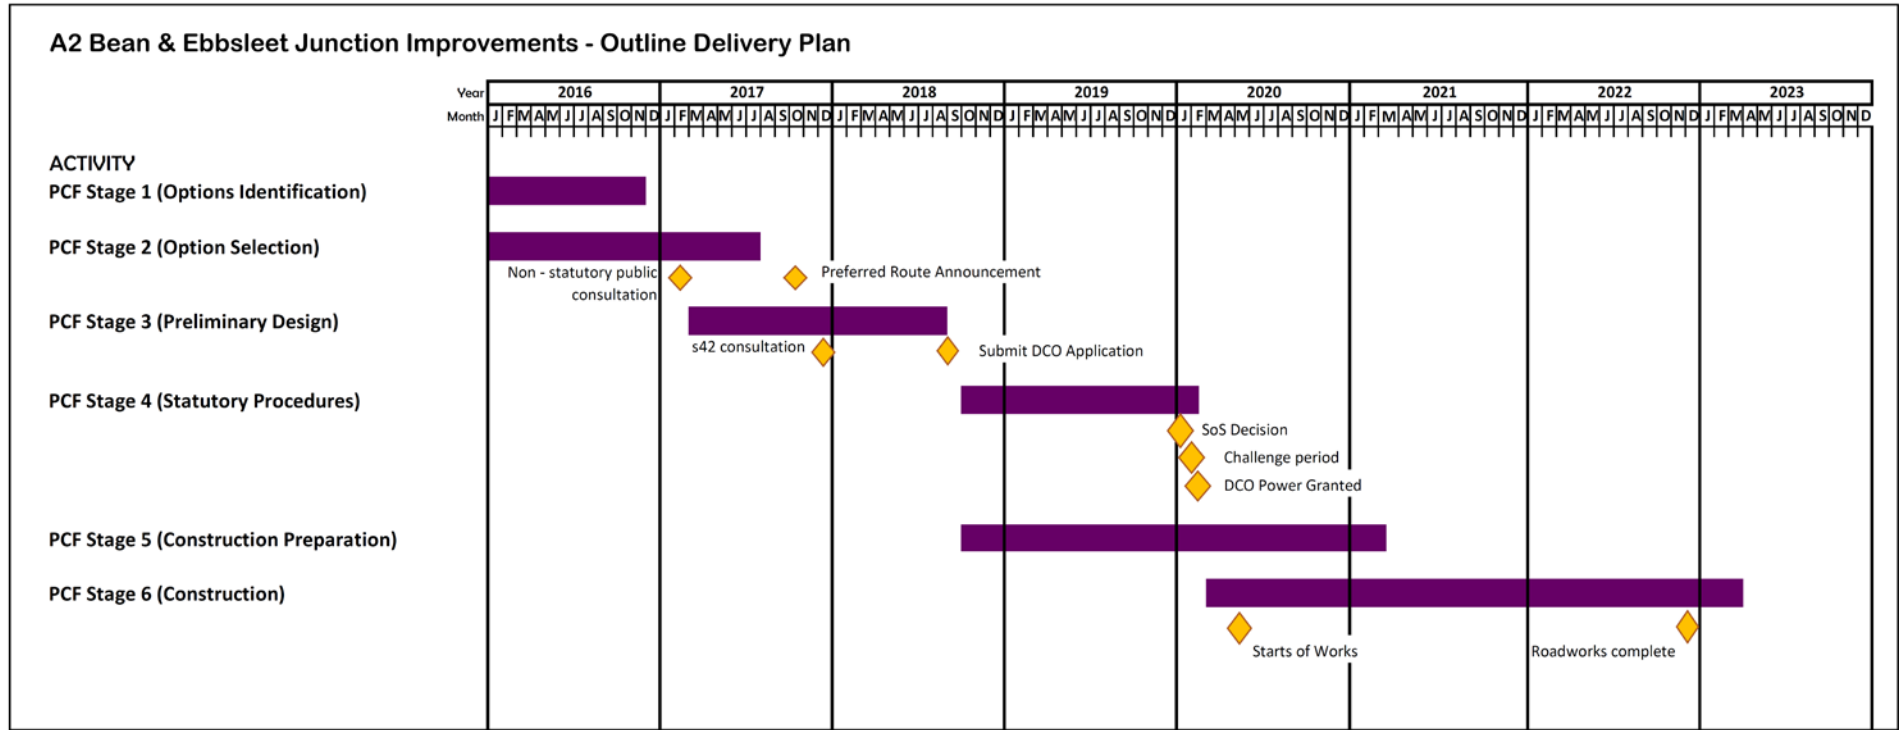 A2 Bean & Ebbsleet Junction Improvements - Outline Delivery Plan
Year 2016 2017 2018 2019 2020 2021 2022 2023
Month J F M A M J J A S O N D J F M A M J J A S O N D J F M A M J J A S O N D J F M A M J J A S O N D J F M A M J J A S O N D J F M A M J J A S O N D J F M A M J J A S O N D J F M A M J J A S O N D
ACTIVITY
PCF Stage 1 (Options Identification)
PCF Stage 2 (Option Selection)
Non - statutory public
consultation
Preferred Route Announcement
PCF Stage 3 (Preliminary Design)
s42 consultation
Submit DCO Application
PCF Stage 4 (Statutory Procedures)
SoS Decision
Challenge period
DCO Power Granted
PCF Stage 5 (Construction Preparation)
PCF Stage 6 (Construction)
Starts of Works
Roadworks complete